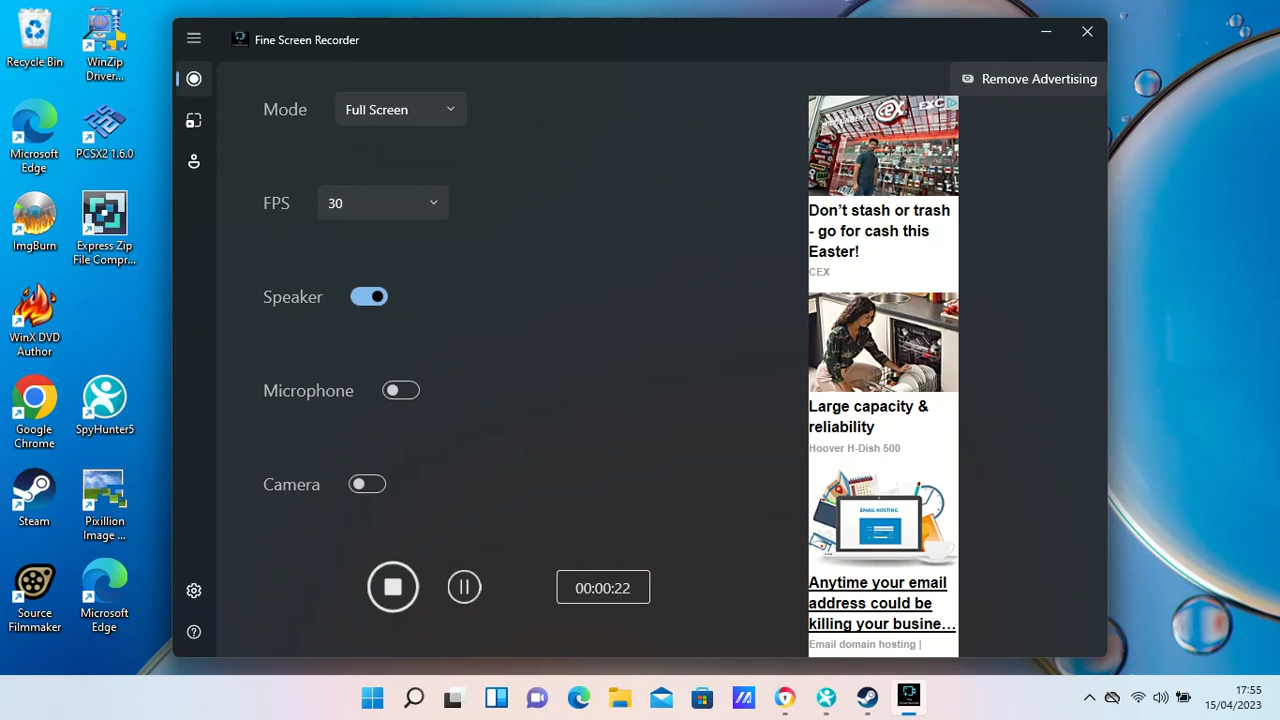 Recycle Bin
WinZip
Driver...
Microsoft
Edge
PCSX2 1.6.0
ImgBurn
Express Zip
File Compr...
WinX DVD
Author
Google
Chrome
SpyHunter5
Steam
Pixillion
Image ...
Source
Filmmaker
Microsoft
Edge
Fine Screen Recorder
Remove Advertising
Mode
Full Screen
FPS
30
Speaker
Microphone
Camera
00:00:22
Don’t stash or trash
- go for cash this
Easter!
CEX
Large capacity &
reliability
Hoover H-Dish 500
EMAIL HOSTING
Anytime your email
address could be
killing your busine...
Email domain hosting |
17:55
15/04/2023